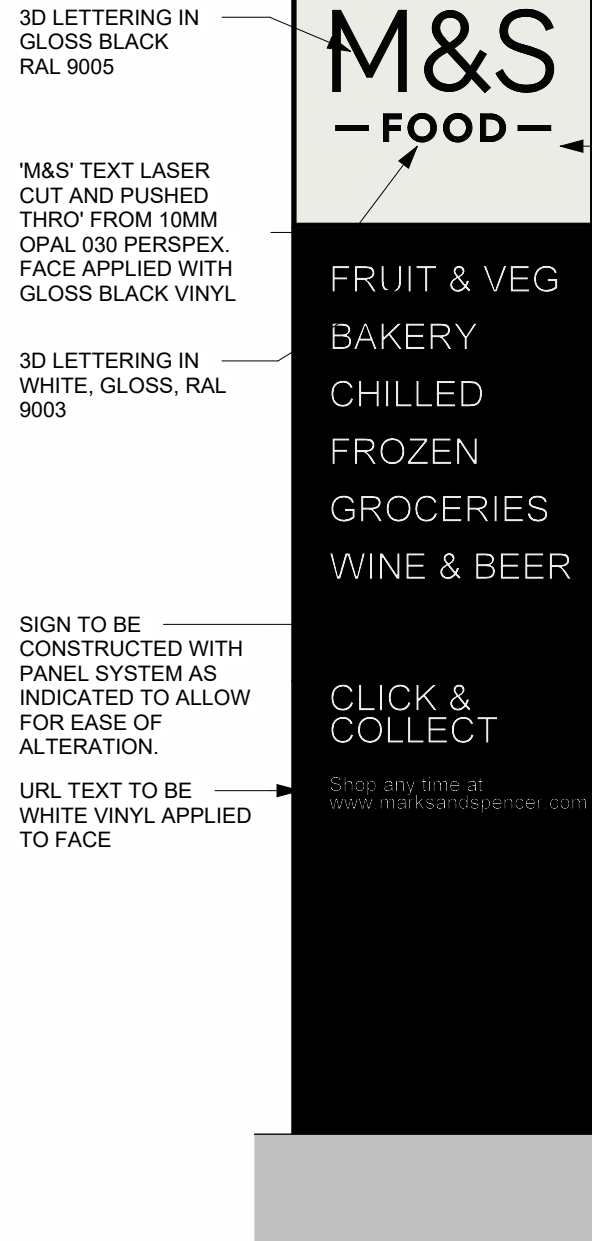 3D LETTERING IN
GLOSS BLACK
RAL 9005
'M&S' TEXT LASER
CUT AND PUSHED
THRO' FROM 10MM
OPAL 030 PERSPEX.
FACE APPLIED WITH
GLOSS BLACK VINYL
3D LETTERING IN
WHITE, GLOSS, RAL
9003
SIGN TO BE
CONSTRUCTED WITH
PANEL SYSTEM AS
INDICATED TO ALLOW
FOR EASE OF
ALTERATION.
URL TEXT TO BE
WHITE VINYL APPLIED
TO FACE
M&S
FOOD
FRUIT & VEG
BAKERY
CHILLED
FROZEN
GROCERIES
WINE & BEER
CLICK &
COLLECT
Shop any time at
www.marksandspencer.com